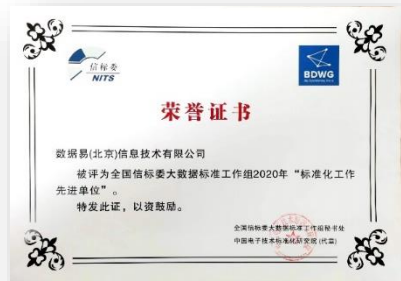 信标委
NITS
BDWG
荣誉证书
数据易(北京)信息技术有限公司
被评为全国信标委大数据标准工作组2020年“标准化工作
先进单位”。
特发此证，以资鼓励。
全国信标委大数据标准工作组秘书处
中国电子技术标准化研究院(代章)